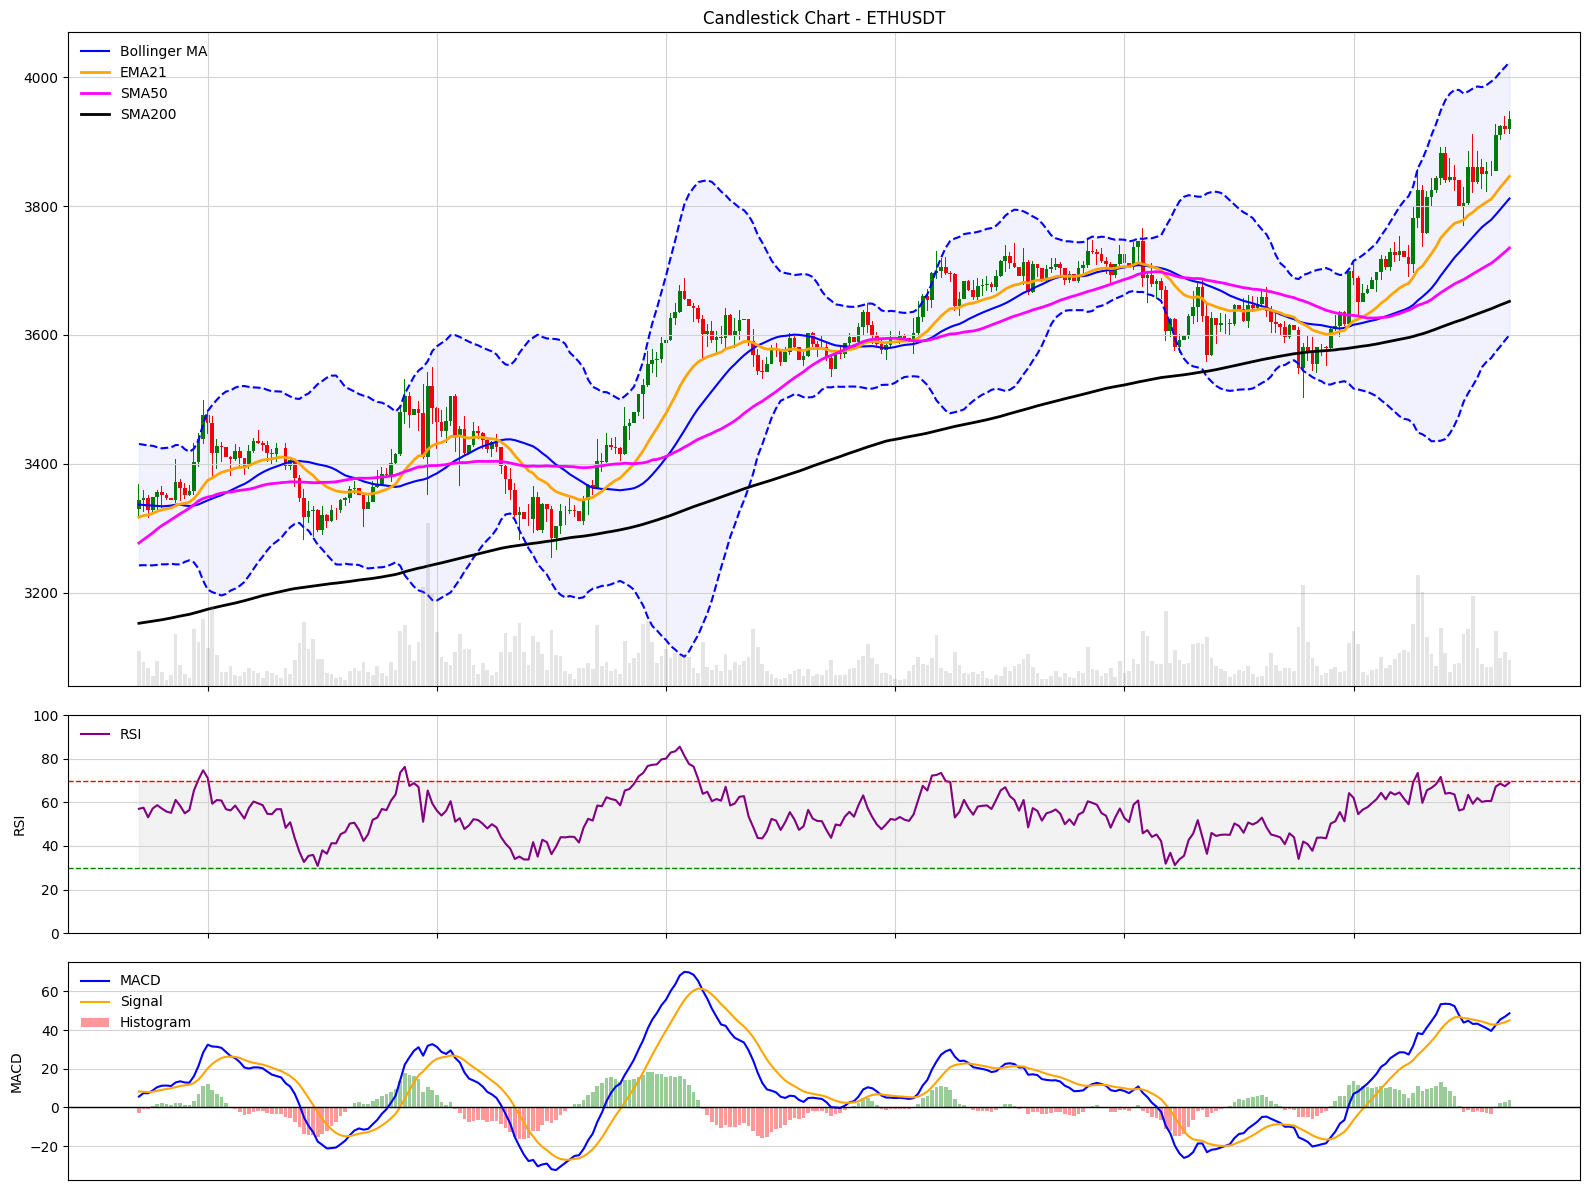 Candlestick Chart - ETHUSDT
Bollinger MA
EMA21
SMA50
SMA200
4000
3800
3600
3400
3200
RSI
100
80
60
40
20
0
RSI
MACD
Signal
Histogram
60
40
20
0
−20
MACD